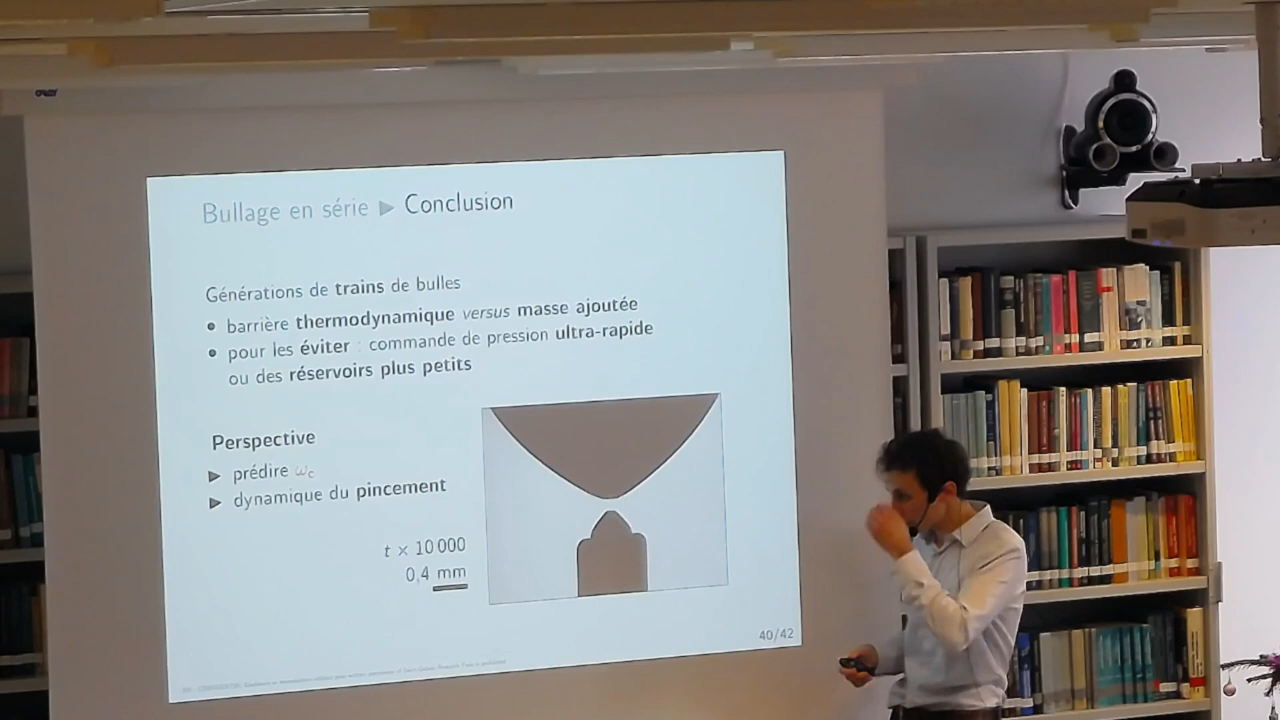 Bullage en série ▶ Conclusion
Générations de trains de bulles
• barrière thermodynamique versus masse ajoutée
• pour les éviter : commande de pression ultra-rapide
ou des réservoirs plus petits
Perspective
▶ prédire ω_c
▶ dynamique du pincement
t × 10 000
0,4 mm
40/42